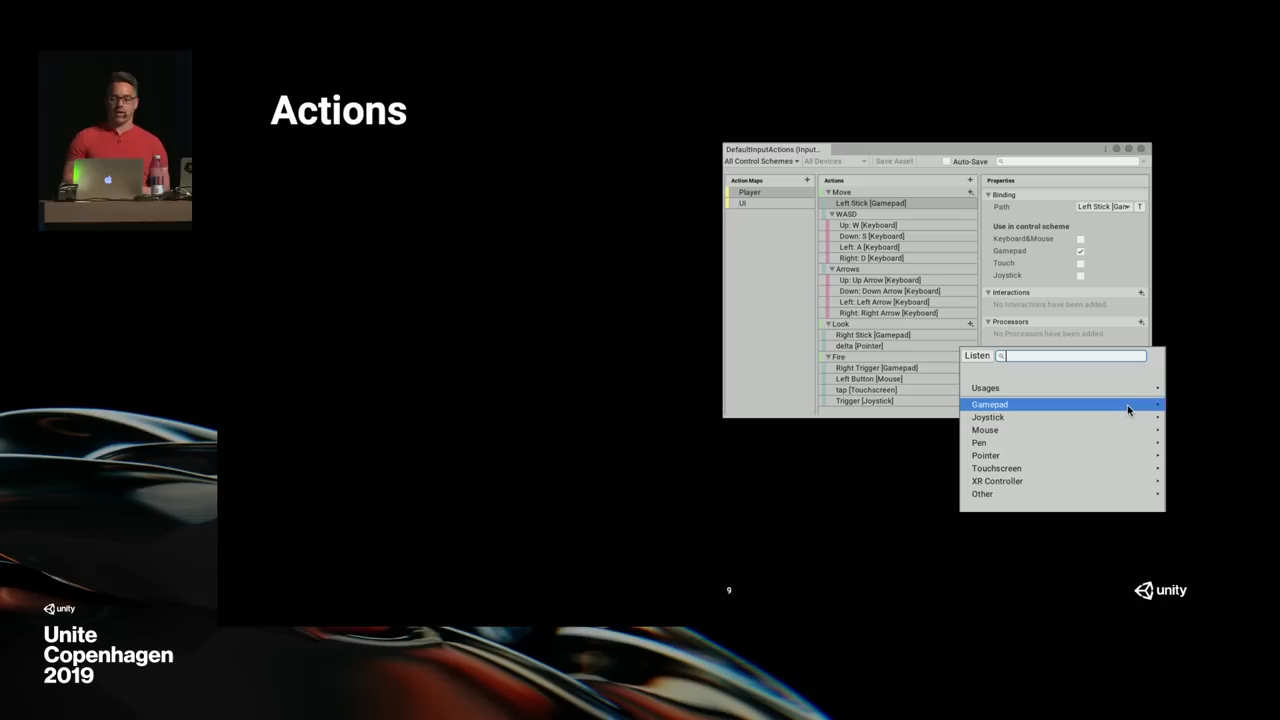 Actions
DefaultInputActions (Input...
All Control Schemes
All Devices
Save Asset
Auto-Save
Action Maps
+
Player
UI
Actions
+
Move
Left Stick [Gamepad]
WASD
Up: W [Keyboard]
Down: S [Keyboard]
Left: A [Keyboard]
Right: D [Keyboard]
Arrows
Up: Up Arrow [Keyboard]
Down: Down Arrow [Keyboard]
Left: Left Arrow [Keyboard]
Right: Right Arrow [Keyboard]
Look
Right Stick [Gamepad]
delta [Pointer]
Fire
Right Trigger [Gamepad]
Left Button [Mouse]
tap [Touchscreen]
Trigger [Joystick]
Properties
Binding
Path
Left Stick [Gam
T
Use in control scheme
Keyboard&Mouse
Gamepad
Touch
Joystick
Interactions
No Interactions have been added.
Processors
No Processors have been added.
Listen
Usages
Gamepad
Joystick
Mouse
Pen
Pointer
Touchscreen
XR Controller
Other
9
unity
unity
Unite
Copenhagen
2019